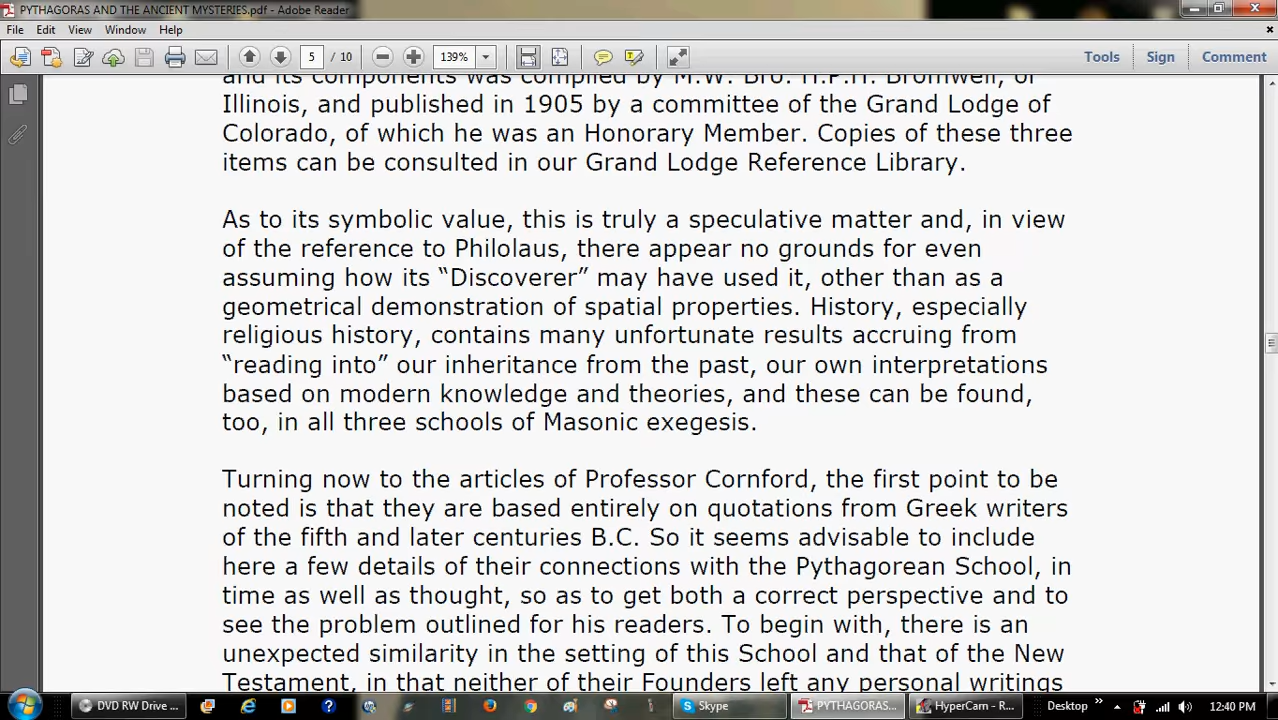 PYTHAGORAS AND THE ANCIENT MYSTERIES.pdf - Adobe Reader
File Edit View Window Help
5 / 10 139% Tools Sign Comment
and its components was compiled by M.W. Bro. H.P.H. Bromwell, of
Illinois, and published in 1905 by a committee of the Grand Lodge of
Colorado, of which he was an Honorary Member. Copies of these three
items can be consulted in our Grand Lodge Reference Library.
As to its symbolic value, this is truly a speculative matter and, in view
of the reference to Philolaus, there appear no grounds for even
assuming how its “Discoverer” may have used it, other than as a
geometrical demonstration of spatial properties. History, especially
religious history, contains many unfortunate results accruing from
“reading into” our inheritance from the past, our own interpretations
based on modern knowledge and theories, and these can be found,
too, in all three schools of Masonic exegesis.
Turning now to the articles of Professor Cornford, the first point to be
noted is that they are based entirely on quotations from Greek writers
of the fifth and later centuries B.C. So it seems advisable to include
here a few details of their connections with the Pythagorean School, in
time as well as thought, so as to get both a correct perspective and to
see the problem outlined for his readers. To begin with, there is an
unexpected similarity in the setting of this School and that of the New
Testament, in that neither of their Founders left any personal writings
DVD RW Drive ... Skype PYTHAGORAS... HyperCam - R... Desktop » 12:40 PM